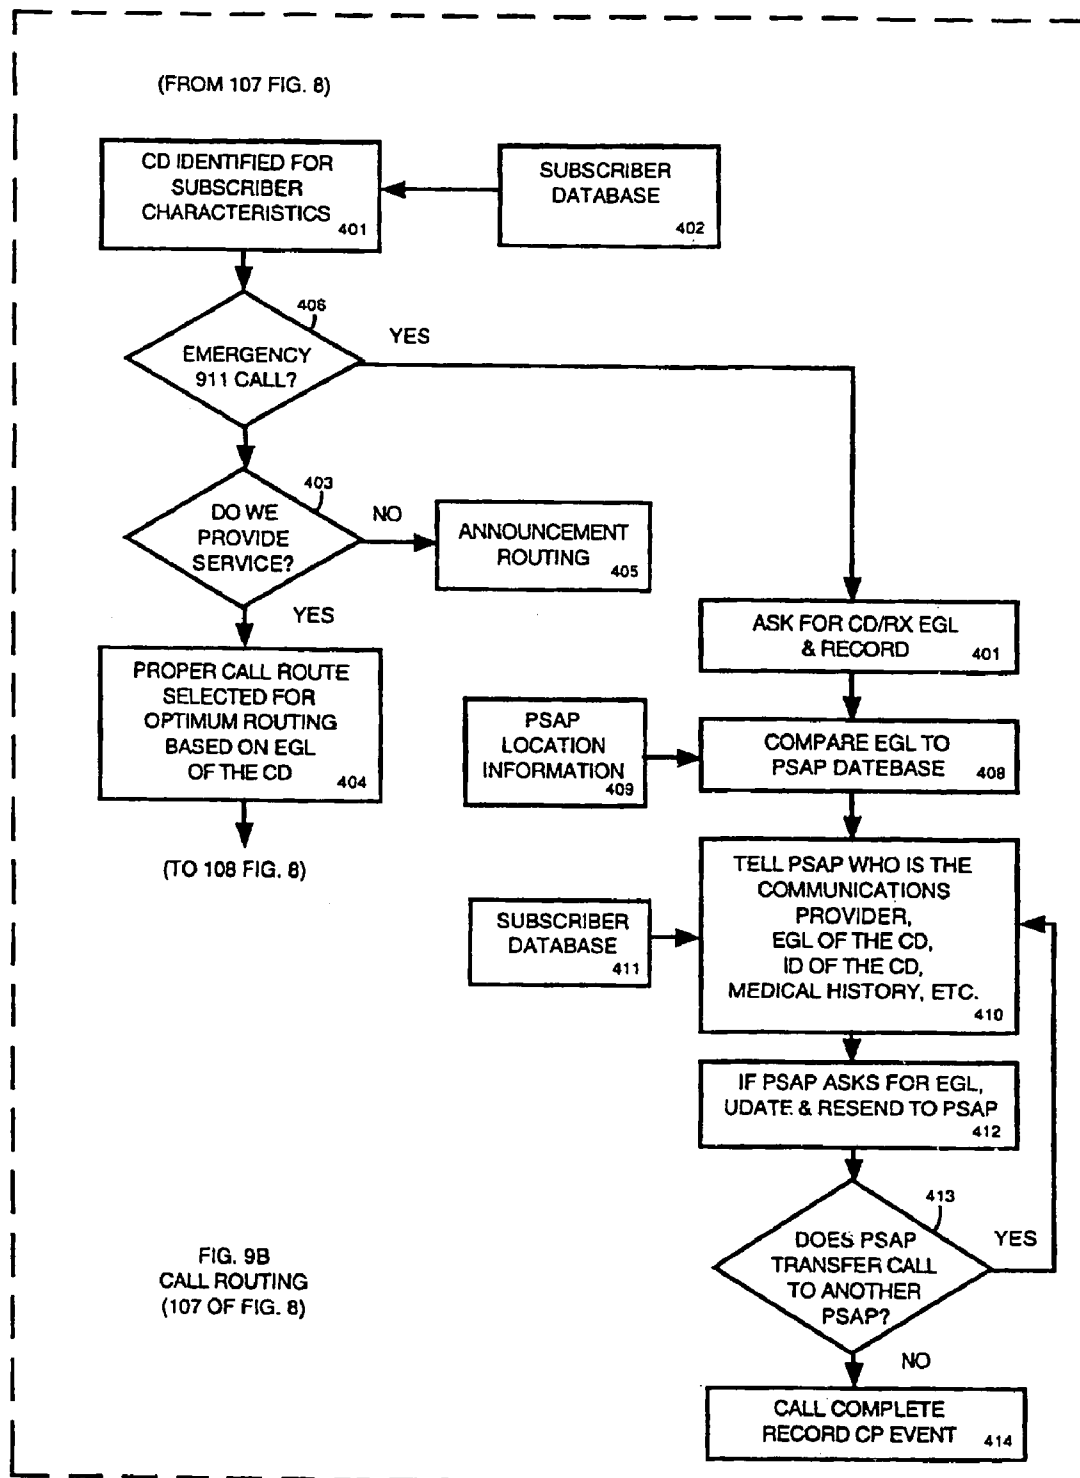 (FROM 107 FIG. 8)
CD IDENTIFIED FOR
SUBSCRIBER
CHARACTERISTICS
401
SUBSCRIBER
DATABASE
402
406
EMERGENCY
911 CALL?
YES
403
DO WE
PROVIDE
SERVICE?
NO
ANNOUNCEMENT
ROUTING
405
YES
PROPER CALL ROUTE
SELECTED FOR
OPTIMUM ROUTING
BASED ON EGL
OF THE CD
404
(TO 108 FIG. 8)
ASK FOR CD/RX EGL
& RECORD
401
PSAP
LOCATION
INFORMATION
409
COMPARE EGL TO
PSAP DATEBASE
408
SUBSCRIBER
DATABASE
411
TELL PSAP WHO IS THE
COMMUNICATIONS
PROVIDER,
EGL OF THE CD,
ID OF THE CD,
MEDICAL HISTORY, ETC.
410
IF PSAP ASKS FOR EGL,
UDATE & RESEND TO PSAP
412
413
DOES PSAP
TRANSFER CALL
TO ANOTHER
PSAP?
YES
NO
CALL COMPLETE
RECORD CP EVENT
414
FIG. 9B
CALL ROUTING
(107 OF FIG. 8)